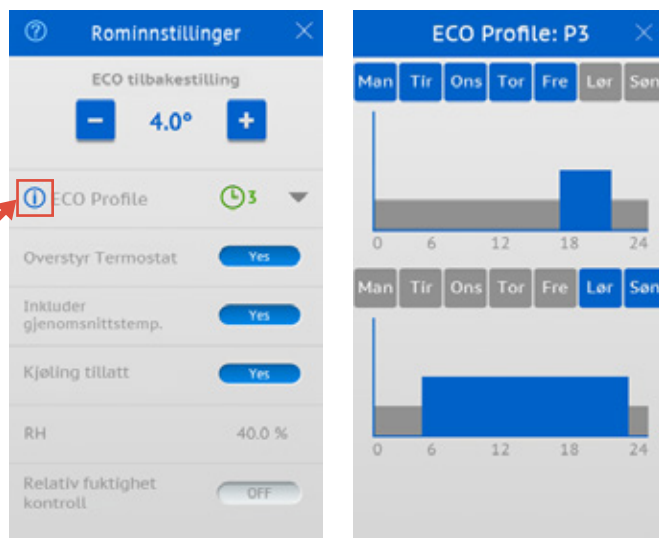 Rominnstillinger
ECO tilbakestilling
4.0°
ECO Profile 3
Overstyr Termostat Yes
Inkluder
gjenomsnittstemp. Yes
Kjøling tillatt Yes
RH 40.0 %
Relativ fuktighet
kontroll OFF
ECO Profile: P3
Man Tir Ons Tor Fre Lør Søn
0 6 12 18 24
Man Tir Ons Tor Fre Lør Søn
0 6 12 18 24